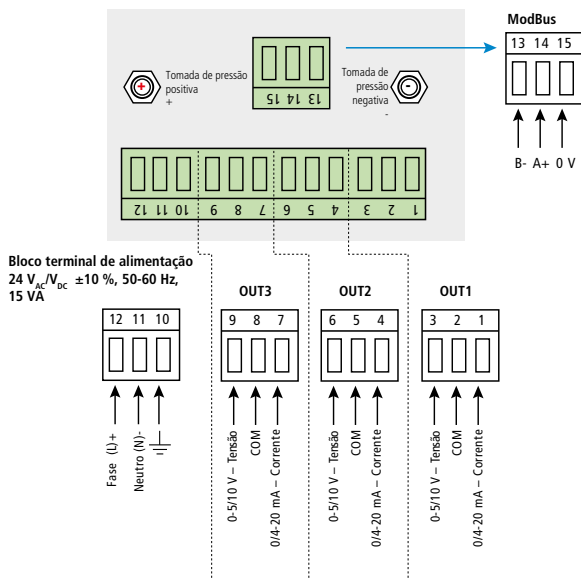 ModBus
13 14 15
B- A+ 0 V
Tomada de pressão
positiva
+
+
15 14 13
Tomada de
pressão
negativa
-
-
12 11 10 9 8 7 6 5 4 3 2 1
Bloco terminal de alimentação
24 VAC/VDC ±10 %, 50-60 Hz,
15 VA
12 11 10
Fase (L)+
Neutro (N)-
OUT3
9 8 7
0-5/10 V – Tensão
COM
0/4-20 mA – Corrente
OUT2
6 5 4
0-5/10 V – Tensão
COM
0/4-20 mA – Corrente
OUT1
3 2 1
0-5/10 V – Tensão
COM
0/4-20 mA – Corrente